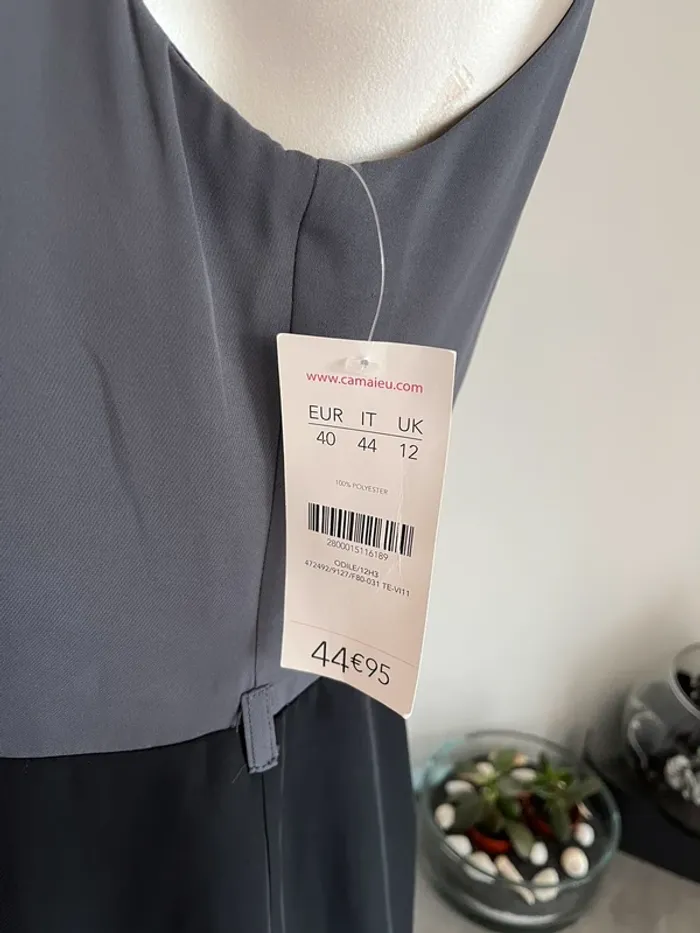 www.camaieu.com
EUR IT UK
40 44 12
100% POLYESTER
2800015116189
ODILE/12H3
472492/9127/F80-031 TE-VI11
44€95